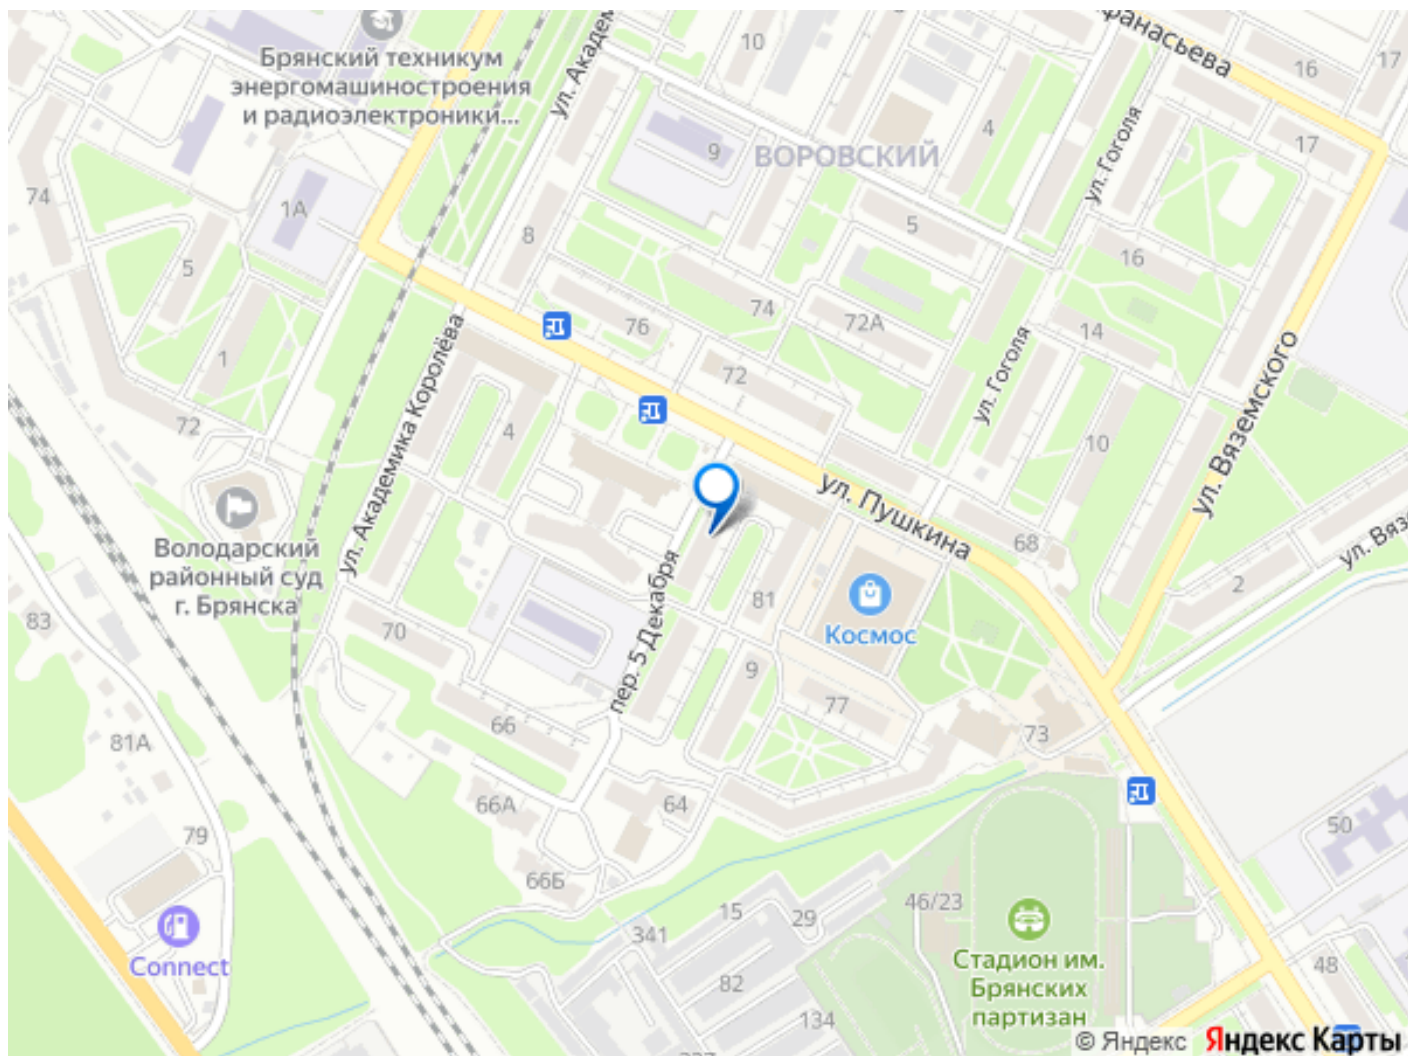 Брянский техникум
энергомашиностроения
и радиоэлектроники...
ул. Академ
10
фанасьева
16
17
4
17
ул. Гоголя
9
ВОРОВСКИЙ
74
1А
5
8
5
16
74
76
72А
14
1
72
ул. Академика Королёва
ул. Гоголя
ул. Вяземского
72
4
10
ул. Пушкина
68
ул. Вяз
2
Володарский
районный суд
г. Брянска
пер. 5 Декабря
81
Космос
83
70
9
77
66
73
81А
66А
64
79
50
66Б
15
29
46/23
341
Connect
Стадион им.
Брянских
партизан
82
48
134
© Яндекс Яндекс Карты